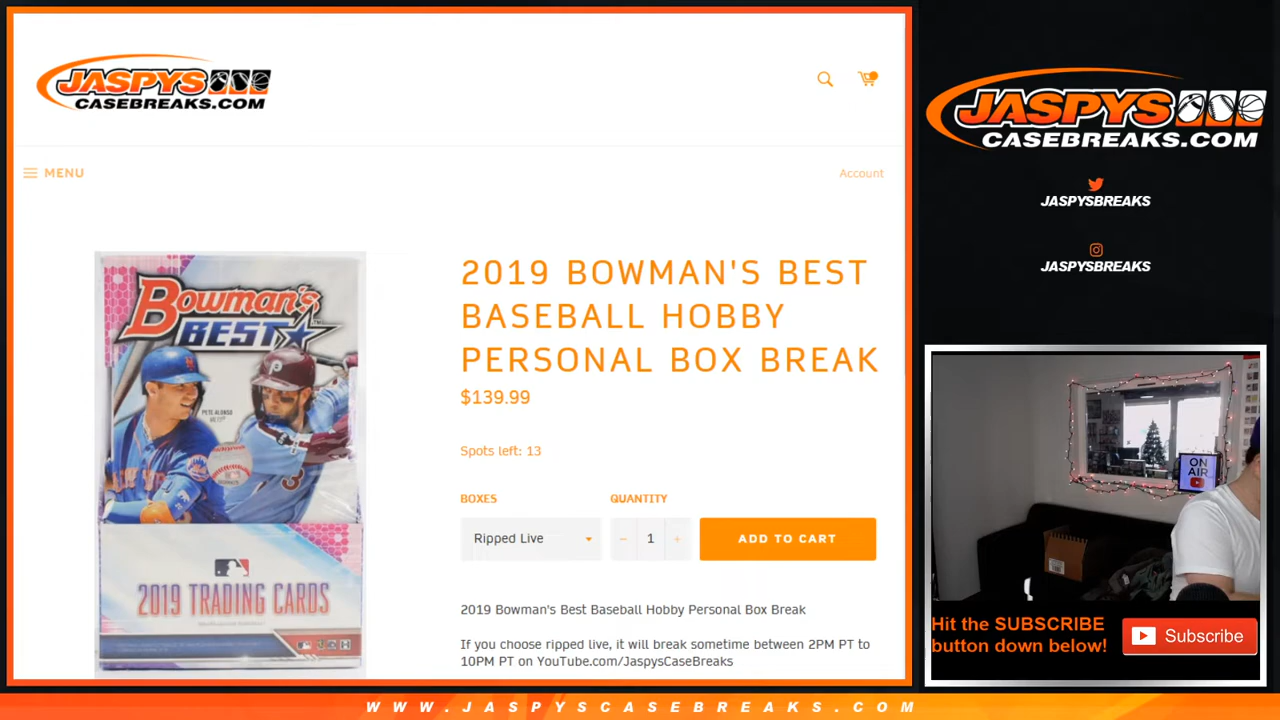 JASPYS
CASEBREAKS.COM
MENU
Account
Bowman's
BEST
PETE ALONSO
2019 TRADING CARDS
2019 BOWMAN'S BEST
BASEBALL HOBBY
PERSONAL BOX BREAK
$139.99
Spots left: 13
BOXES
QUANTITY
Ripped Live
− 1 +
ADD TO CART
2019 Bowman's Best Baseball Hobby Personal Box Break
If you choose ripped live, it will break sometime between 2PM PT to
10PM PT on YouTube.com/JaspysCaseBreaks
JASPYS
CASEBREAKS.COM
JASPYSBREAKS
JASPYSBREAKS
ON
AIR
Hit the SUBSCRIBE
button down below!
Subscribe
WWW.JASPYSCASEBREAKS.COM